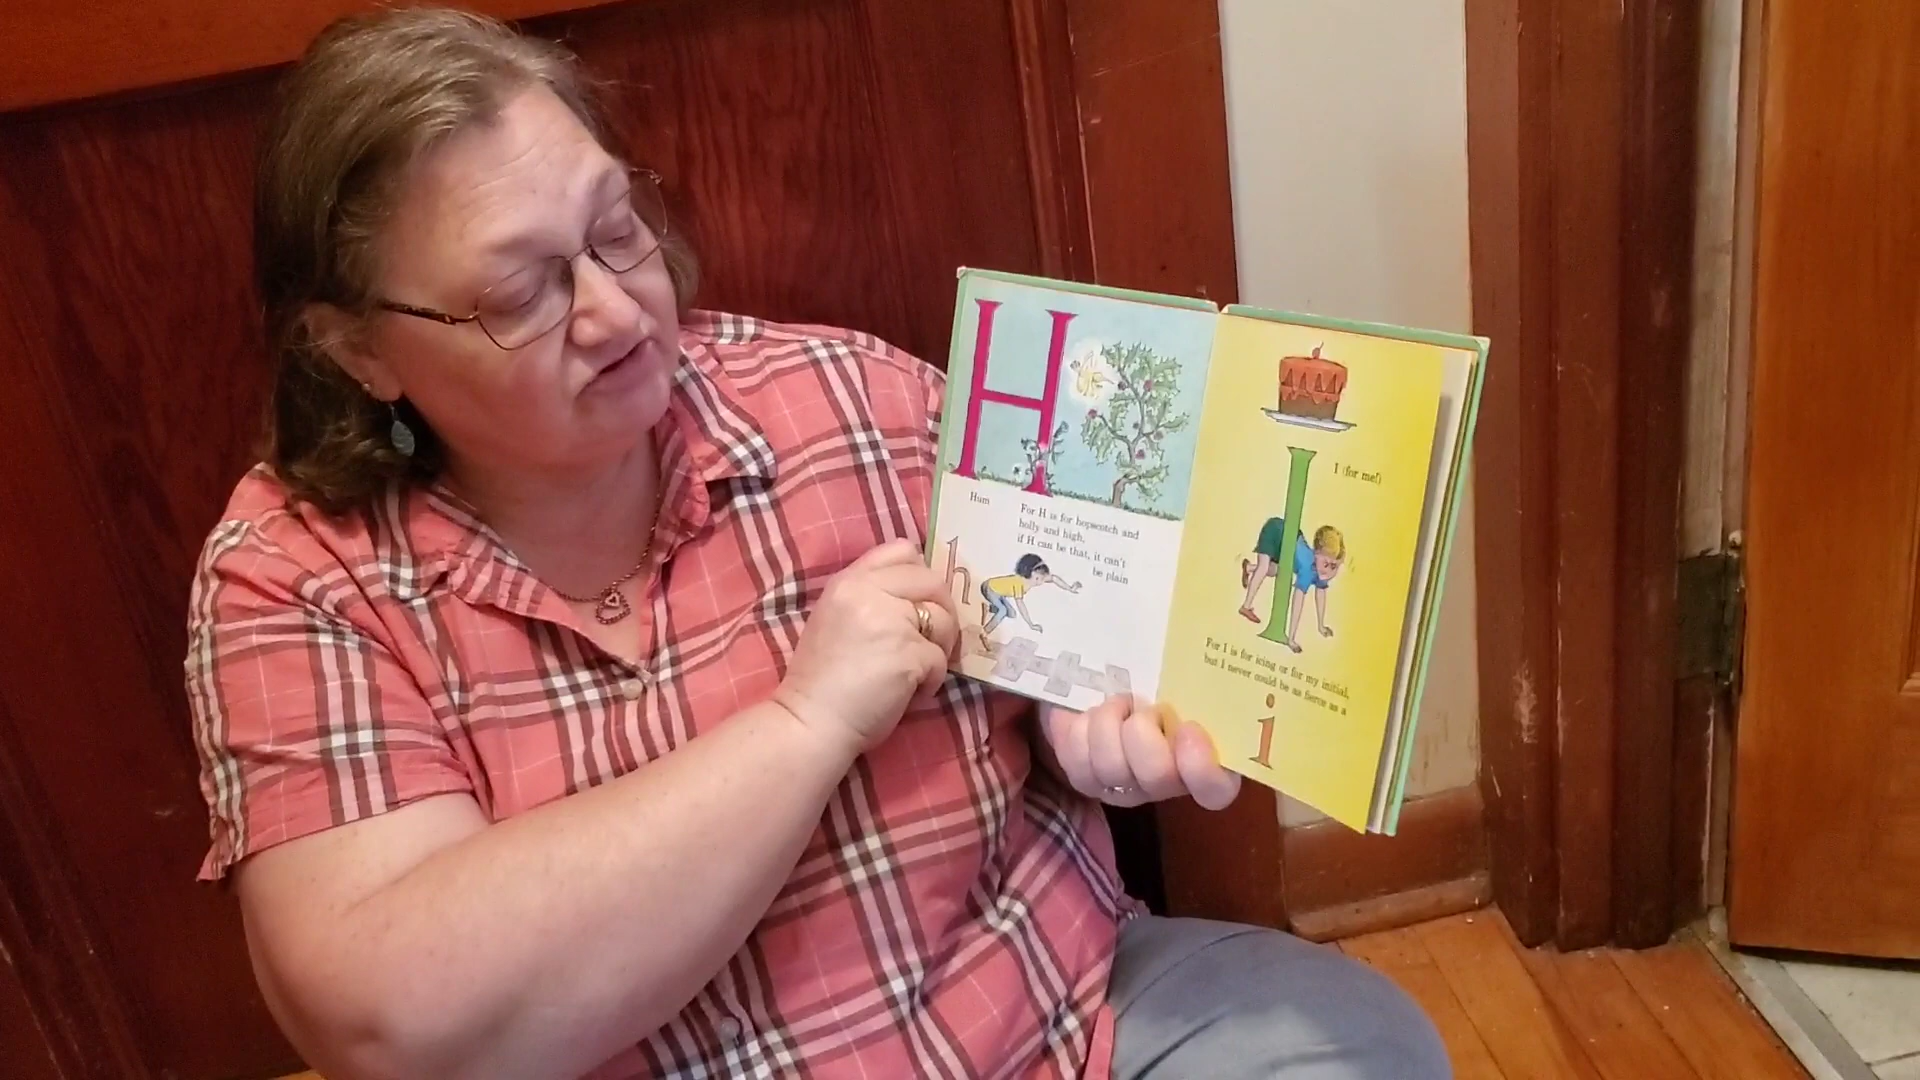 H
Hum
For H is for hopscotch and
holly and high,
if H can be that, it can't
be plain
h
I (for me!)
I
For I is for icing or for my initial,
but I never could be as fierce as a
i